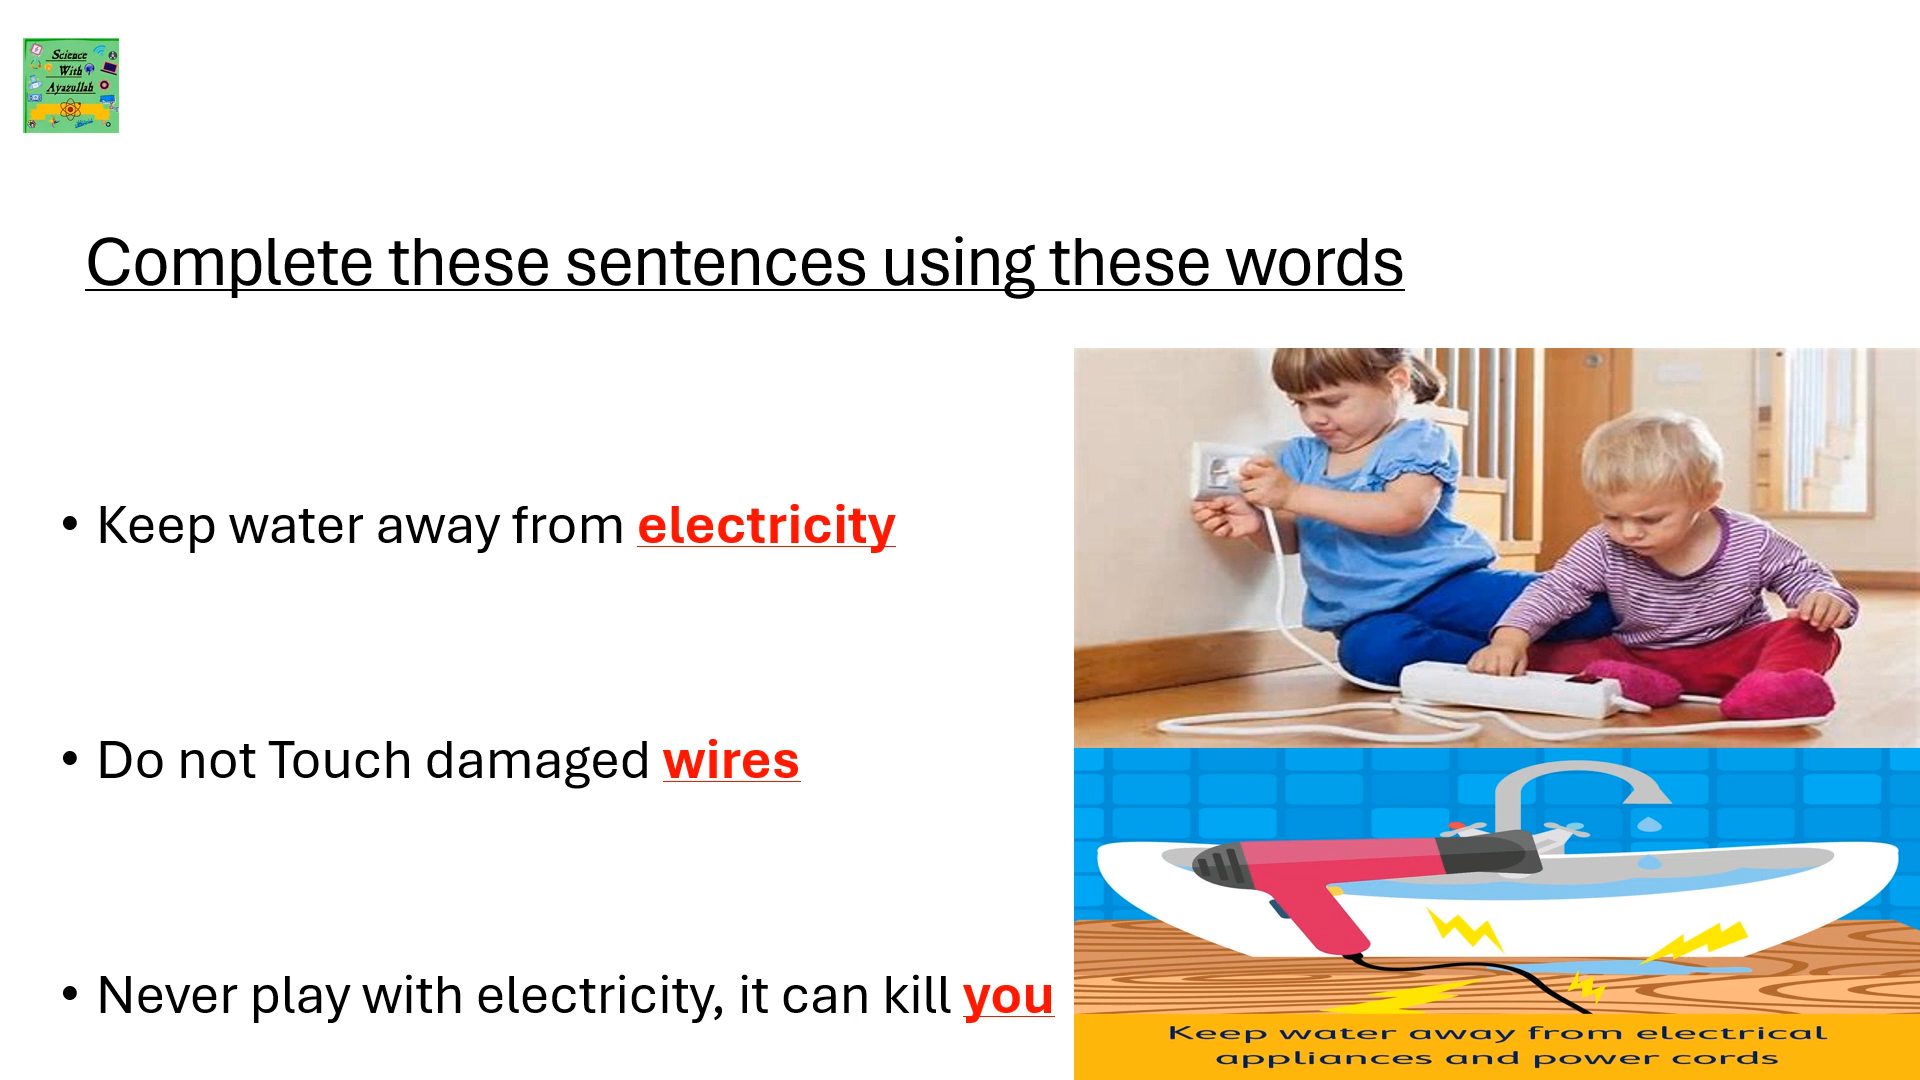 Science
With
Ayazullah
Complete these sentences using these words
• Keep water away from electricity
• Do not Touch damaged wires
• Never play with electricity, it can kill you
Keep water away from electrical
appliances and power cords